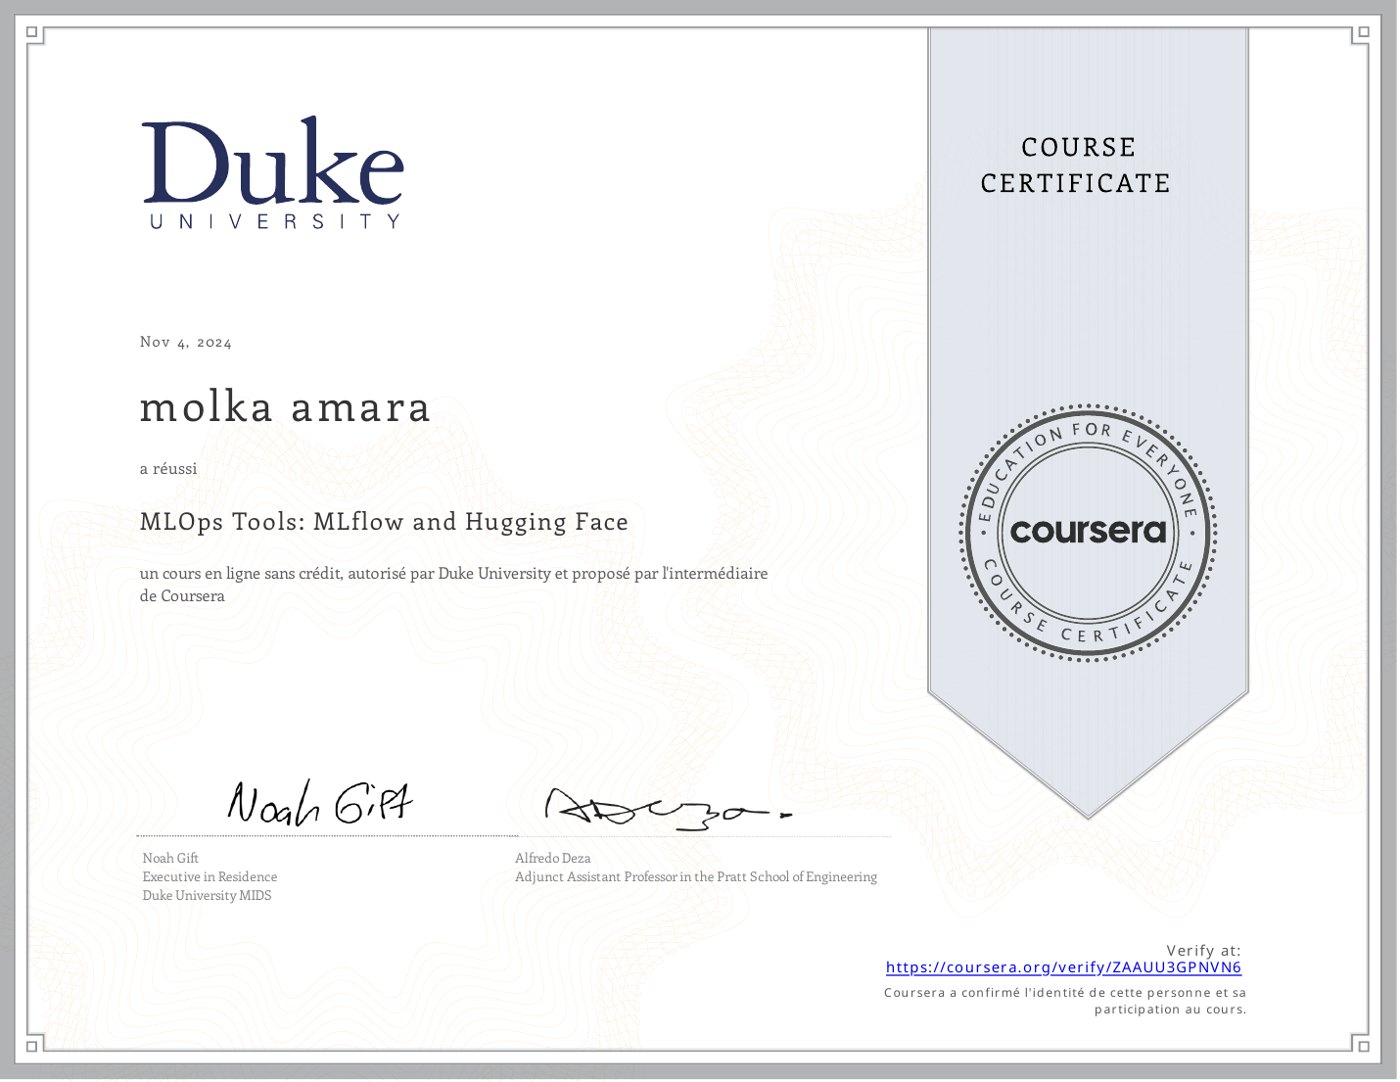 Duke
UNIVERSITY
COURSE
CERTIFICATE
Nov 4, 2024
molka amara
a réussi
MLOps Tools: MLflow and Hugging Face
un cours en ligne sans crédit, autorisé par Duke University et proposé par l'intermédiaire
de Coursera
EDUCATION FOR EVERYONE
coursera
COURSE CERTIFICATE
Noah Gift
Noah Gift
Executive in Residence
Duke University MIDS
ADeza.
Alfredo Deza
Adjunct Assistant Professor in the Pratt School of Engineering
Verify at:
https://coursera.org/verify/ZAAUU3GPNVN6
Coursera a confirmé l'identité de cette personne et sa
participation au cours.